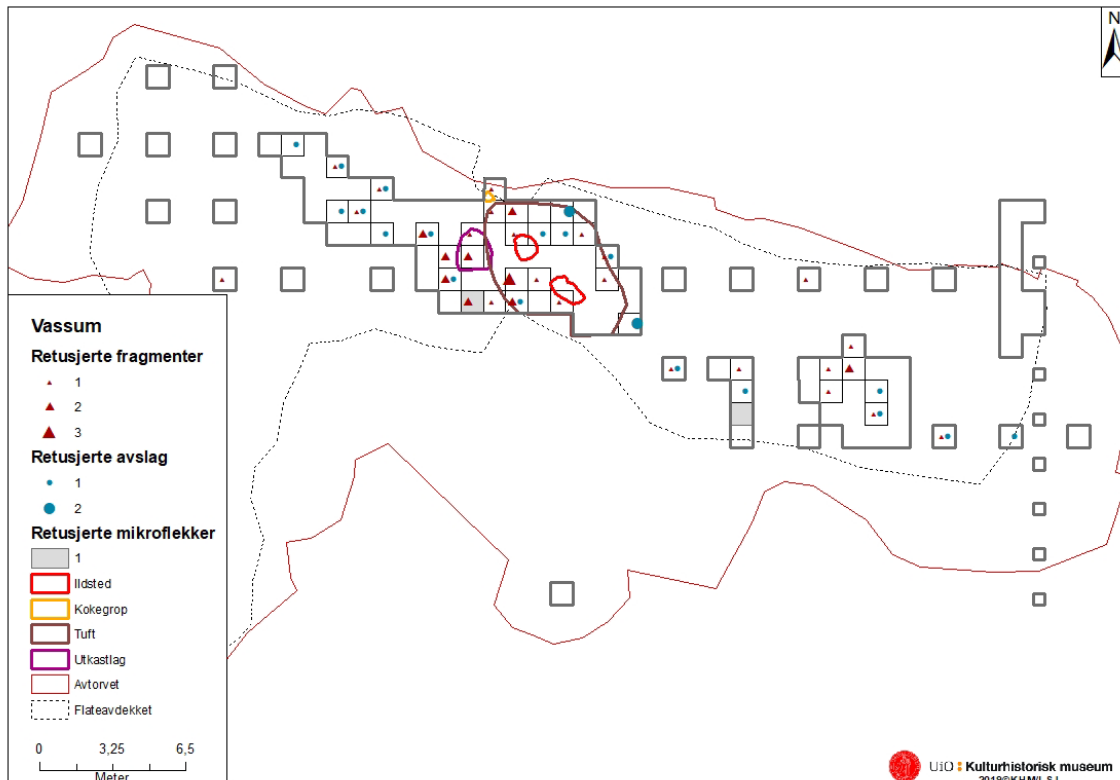 N
Vassum
Retusjerte fragmenter
1
2
3
Retusjerte avslag
1
2
Retusjerte mikroflekker
1
Ildsted
Kokegrop
Tuft
Utkastlag
Avtorvet
Flateavdekket
0 3,25 6,5
Meter
UiO : Kulturhistorisk museum